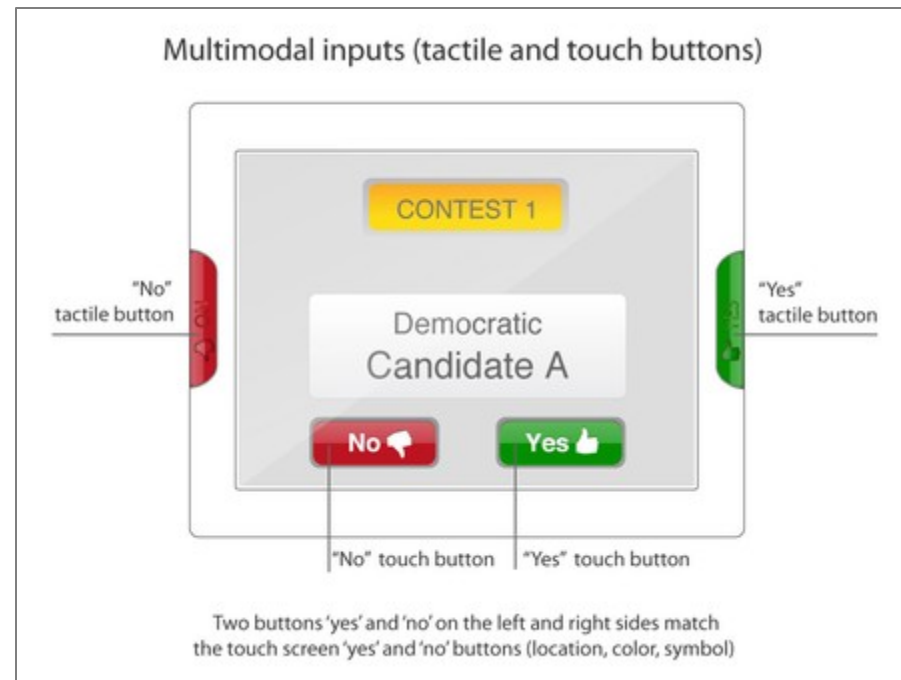 Multimodal inputs (tactile and touch buttons)
CONTEST 1
"No"
tactile button
NO
YES
"Yes"
tactile button
Democratic
Candidate A
No
Yes
"No" touch button
"Yes" touch button
Two buttons 'yes' and 'no' on the left and right sides match
the touch screen 'yes' and 'no' buttons (location, color, symbol)